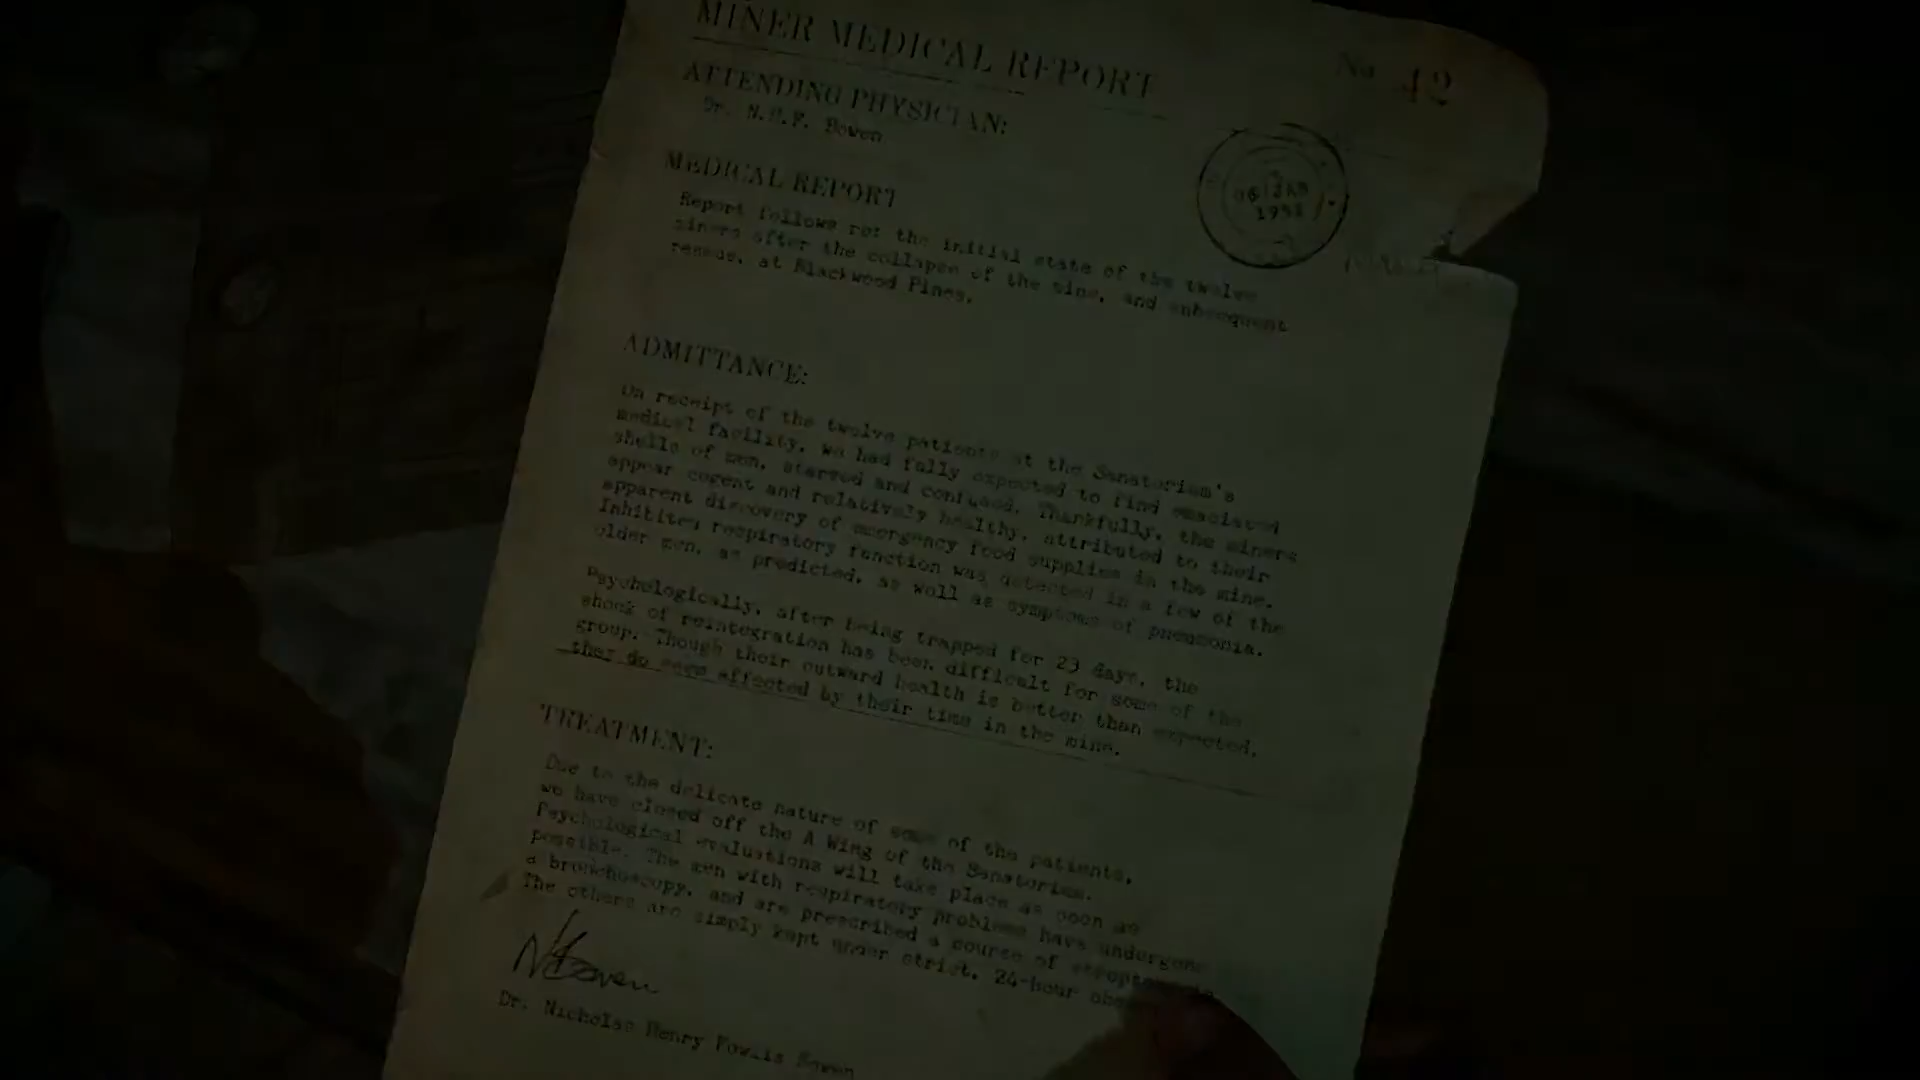 MINER MEDICAL REPORT
No 42
ATTENDING PHYSICIAN:
Dr. N.H.F. Bowen
MEDICAL REPORT
Report follows re: the initial state of the twelve
miners after the collapse of the mine, and subsequent
rescue, at Blackwood Pines.
1952
ADMITTANCE:
On receipt of the twelve patients at the Sanatorium's
medical facility, we had fully expected to find emaciated
shells of men, starved and confused. Thankfully, the miners
appear cogent and relatively healthy, attributed to their
apparent discovery of emergency food supplies in the mine.
Inhibited respiratory function was detected in a few of the
older men, as predicted, as well as symptoms of pneumonia.
Psychologically, after being trapped for 23 days, the
shock of reintegration has been difficult for some of the
group. Though their outward health is better than expected,
they do seem affected by their time in the mine.
TREATMENT:
Due to the delicate nature of some of the patients,
we have closed off the A Wing of the Sanatorium.
Psychological evaluations will take place as soon as
possible. The men with respiratory problems have undergone
a bronchoscopy, and are prescribed a course of
The others are simply kept under strict, 24-hour
NBowen
Dr. Nicholas Henry Fowlis Bowen